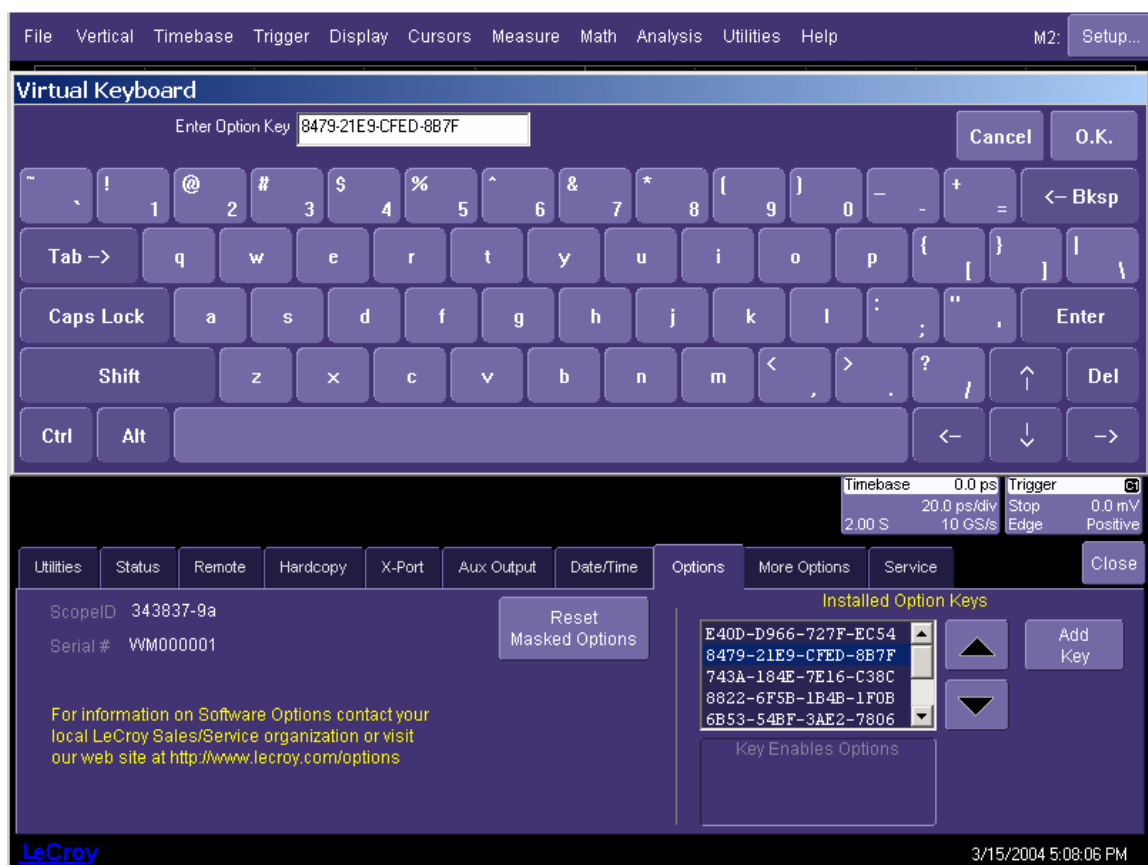 File Vertical Timebase Trigger Display Cursors Measure Math Analysis Utilities Help M2: Setup...
Virtual Keyboard
Enter Option Key 8479-21E9-CFED-8B7F Cancel O.K.
~ ` ! 1 @ 2 # 3 $ 4 % 5 ^ 6 & 7 * 8 ( 9 ) 0 _ - + = <- Bksp
Tab -> q w e r t y u i o p { [ } ] | \
Caps Lock a s d f g h j k l : ; " ' Enter
Shift z x c v b n m < , > . ? / ↑ Del
Ctrl Alt <- ↓ ->
Timebase 0.0 ps Trigger C1
20.0 ps/div Stop 0.0 mV
2.00 S 10 GS/s Edge Positive
Utilities Status Remote Hardcopy X-Port Aux Output Date/Time Options More Options Service Close
ScopeID 343837-9a
Serial # WM000001
Reset
Masked Options
Installed Option Keys
E40D-D966-727F-EC54
8479-21E9-CFED-8B7F
743A-184E-7E16-C38C
8822-6F5B-1B4B-1F0B
6B53-54BF-3AE2-7806
Add
Key
For information on Software Options contact your
local LeCroy Sales/Service organization or visit
our web site at http://www.lecroy.com/options
Key Enables Options
LeCroy 3/15/2004 5:08:06 PM